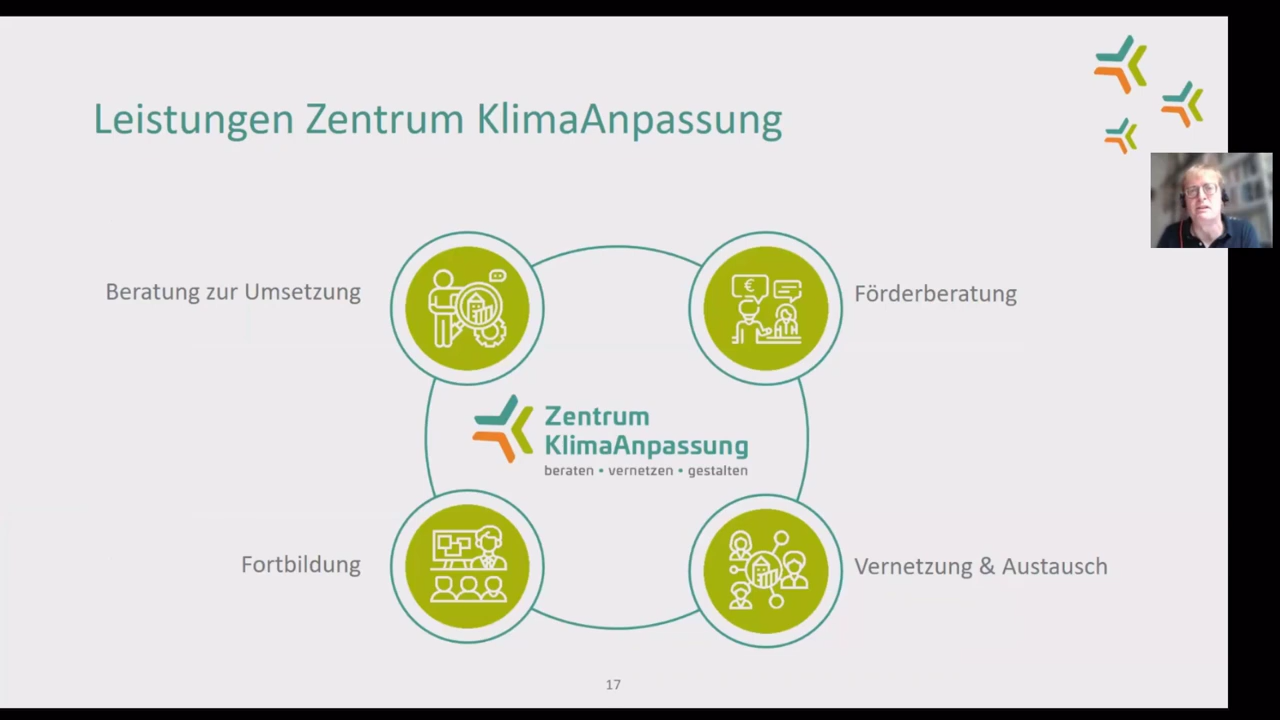 Leistungen Zentrum KlimaAnpassung
Beratung zur Umsetzung
€
Förderberatung
Zentrum
KlimaAnpassung
beraten • vernetzen • gestalten
Fortbildung
Vernetzung & Austausch
17